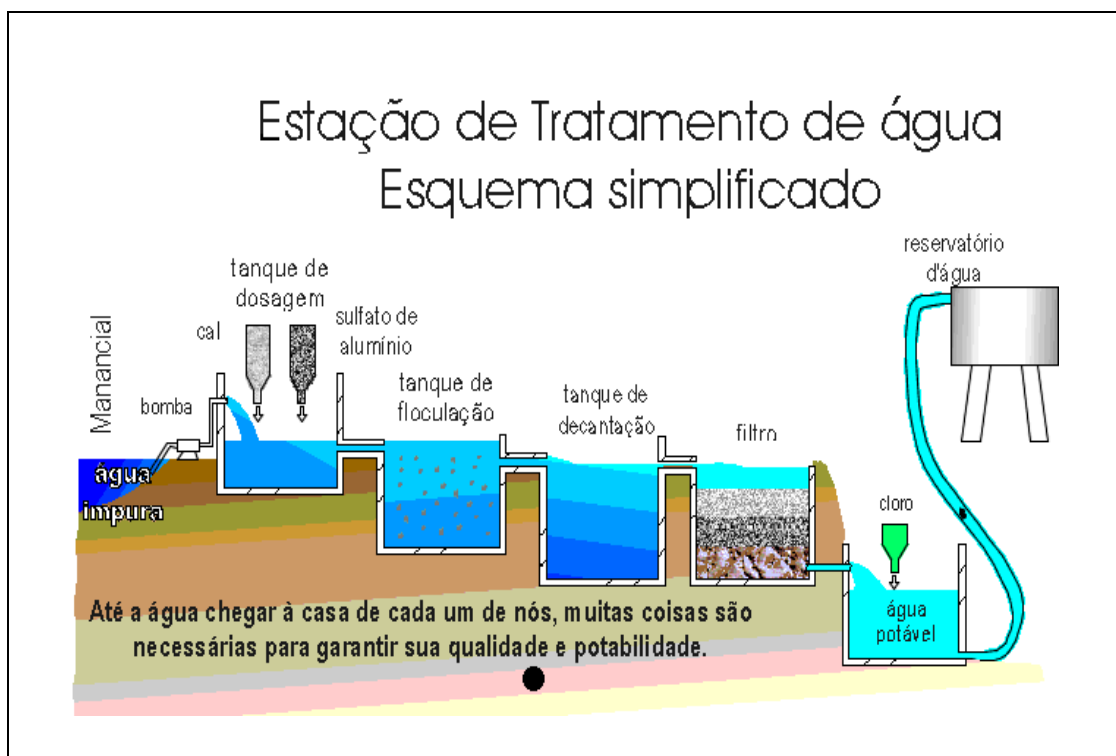 Estação de Tratamento de água
Esquema simplificado
reservatório
d'água
tanque de
dosagem
Manancial
cal
sulfato de
alumínio
bomba
tanque de
floculação
tanque de
decantação
filtro
água
impura
cloro
água
potável
Até a água chegar à casa de cada um de nós, muitas coisas são
necessárias para garantir sua qualidade e potabilidade.